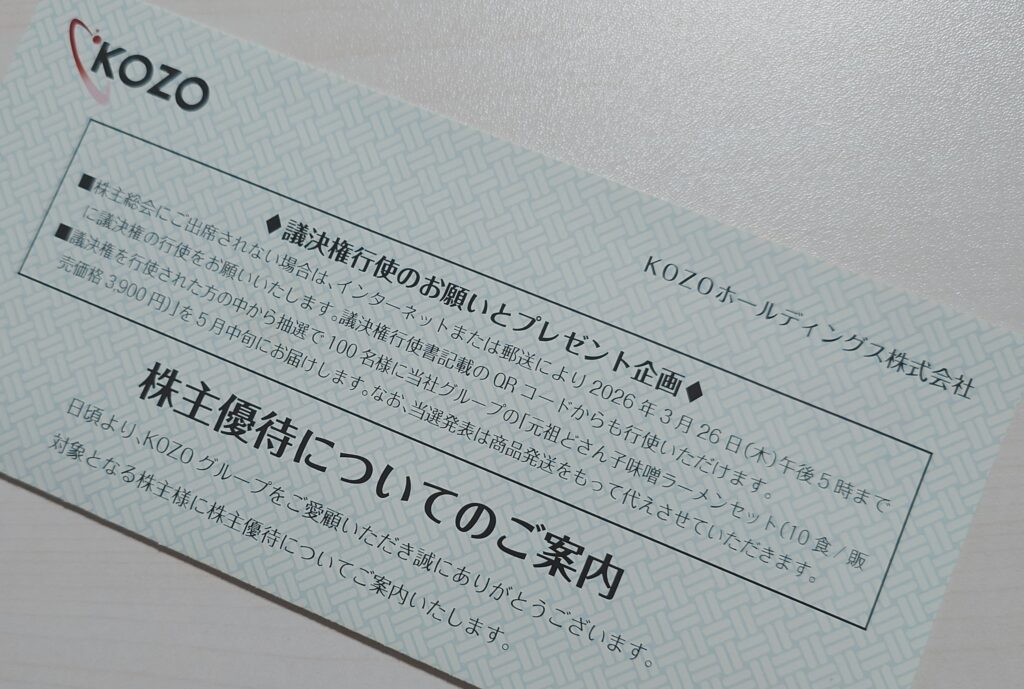 KOZO
KOZOホールディングス株式会社
◆議決権行使のお願いとプレゼント企画◆
■株主総会にご出席されない場合は、インターネットまたは郵送により2026年3月26日(木)午後5時まで
に議決権の行使をお願いいたします。議決権行使書記載のQRコードからも行使いただけます。
■議決権を行使された方の中から抽選で100名様に当社グループの「元祖どさん子味噌ラーメンセット(10食/販
売価格3,900円)」を5月中旬にお届けします。なお、当選発表は商品発送をもって代えさせていただきます。
株主優待についてのご案内
日頃より、KOZOグループをご愛顧いただき誠にありがとうございます。
対象となる株主様に株主優待についてご案内いたします。